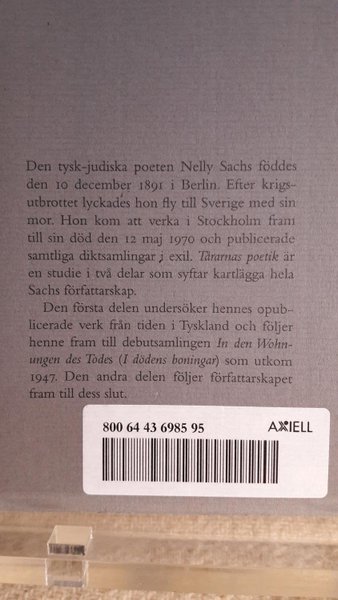 Den tysk-judiska poeten Nelly Sachs föddes
den 10 december 1891 i Berlin. Efter krigs-
utbrottet lyckades hon fly till Sverige med sin
mor. Hon kom att verka i Stockholm fram
till sin död den 12 maj 1970 och publicerade
samtliga diktsamlingar i exil. Tårarnas poetik är
en studie i två delar som syftar kartlägga hela
Sachs författarskap.
Den första delen undersöker hennes opub-
licerade verk från tiden i Tyskland och följer
henne fram till debutsamlingen In den Wohn-
ungen des Todes (I dödens boningar) som utkom
1947. Den andra delen följer författarskapet
fram till dess slut.
800 64 43 6985 95 AXIELL